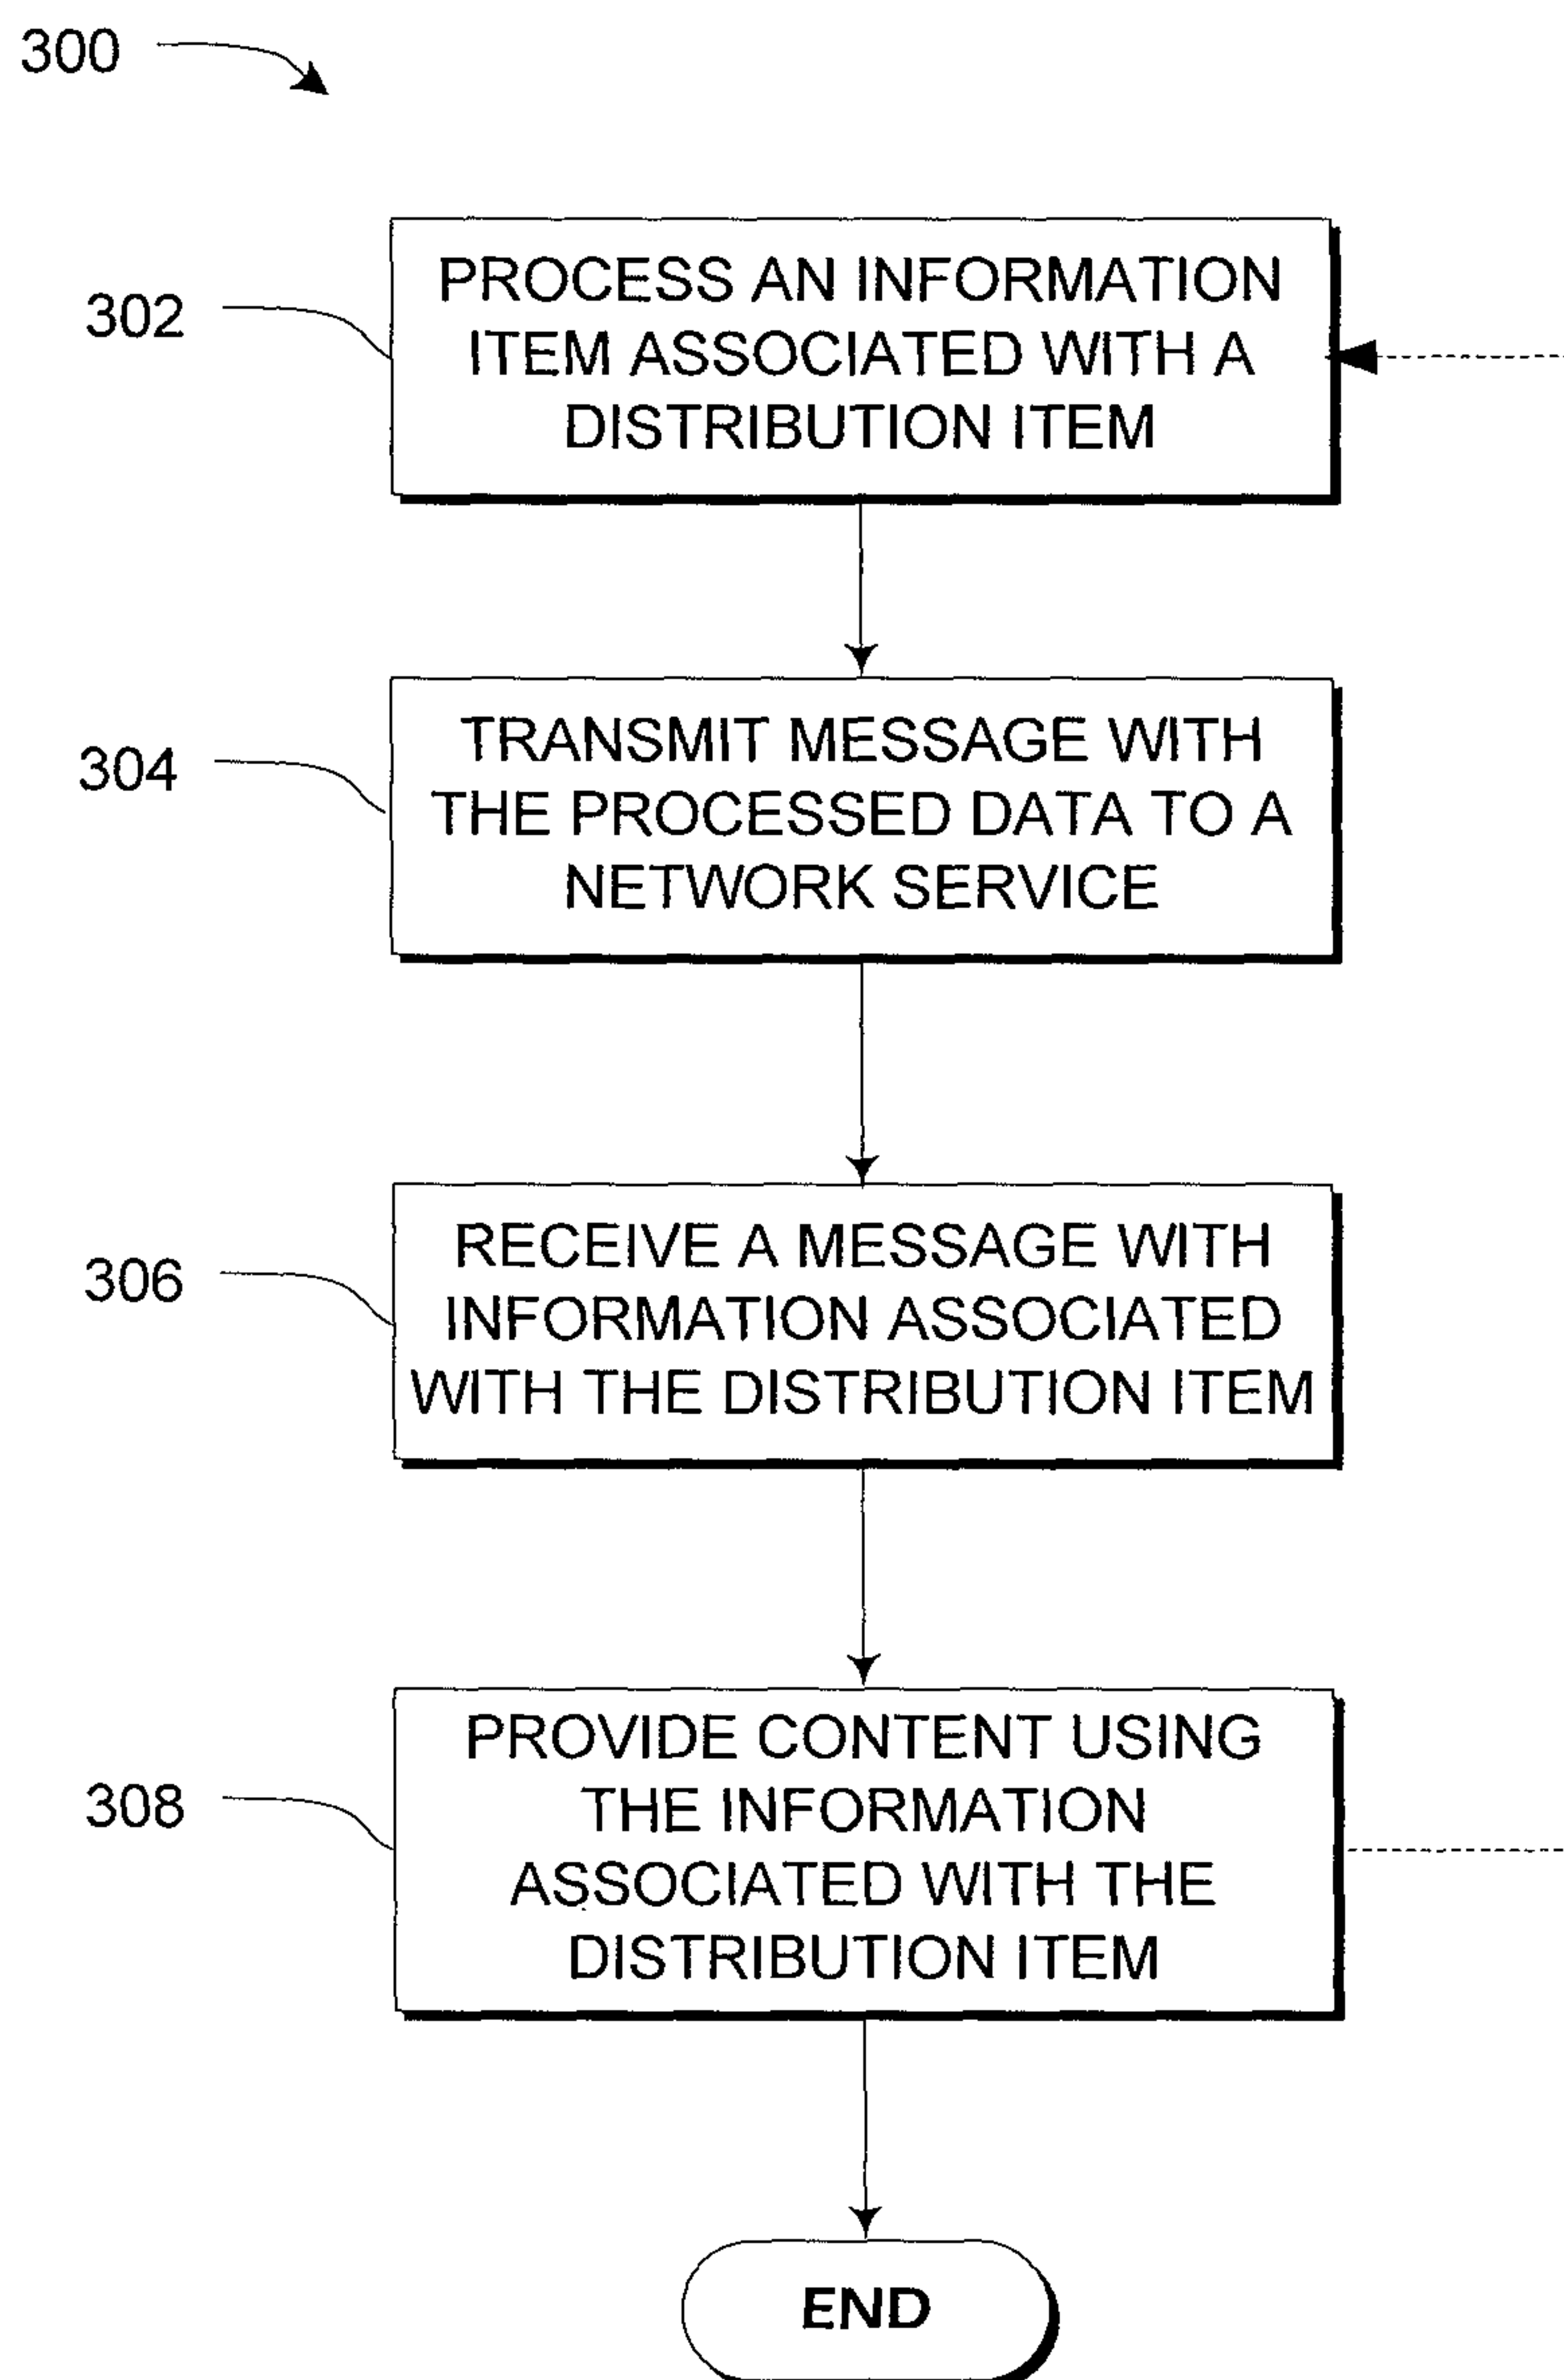 300
302
PROCESS AN INFORMATION
ITEM ASSOCIATED WITH A
DISTRIBUTION ITEM
304
TRANSMIT MESSAGE WITH
THE PROCESSED DATA TO A
NETWORK SERVICE
306
RECEIVE A MESSAGE WITH
INFORMATION ASSOCIATED
WITH THE DISTRIBUTION ITEM
308
PROVIDE CONTENT USING
THE INFORMATION
ASSOCIATED WITH THE
DISTRIBUTION ITEM
END